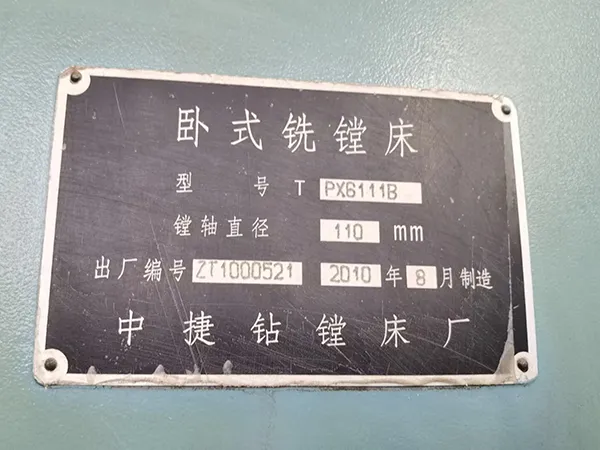 卧式铣镗床
型 号 T PX6111B
镗轴直径 110 mm
出厂编号 ZT1000521 2010 年 8 月制造
中捷钻镗床厂